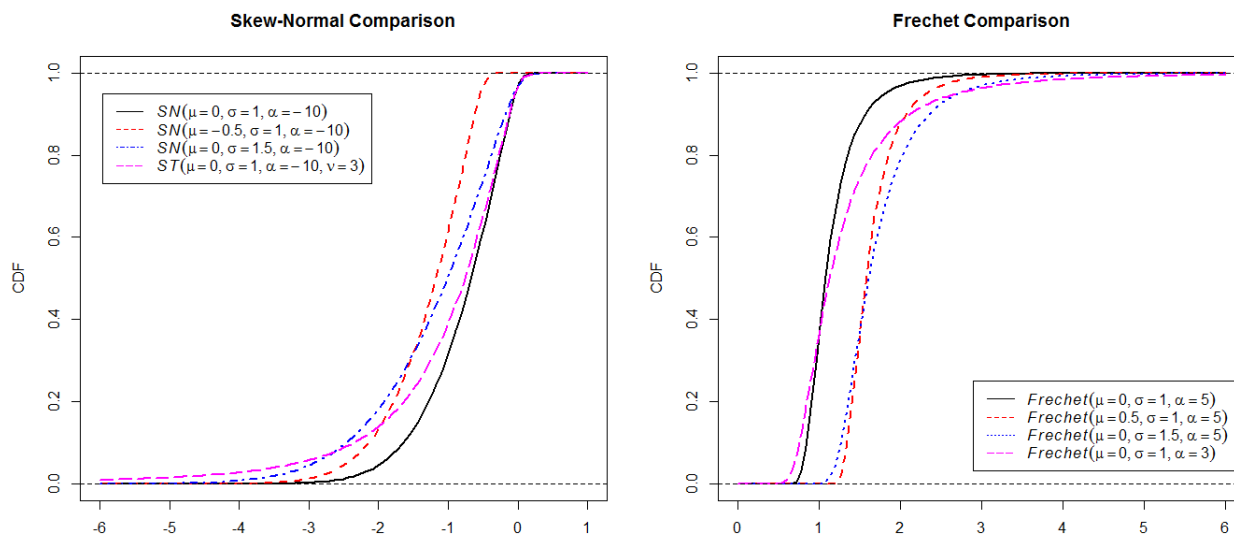 Skew-Normal Comparison
CDF
1.0
0.8
0.6
0.4
0.2
0.0
SN(μ = 0, σ = 1, α = − 10)
SN(μ = − 0.5, σ = 1, α = − 10)
SN(μ = 0, σ = 1.5, α = − 10)
ST(μ = 0, σ = 1, α = − 10, ν = 3)
-6 -5 -4 -3 -2 -1 0 1
Frechet Comparison
CDF
1.0
0.8
0.6
0.4
0.2
0.0
Frechet(μ = 0, σ = 1, α = 5)
Frechet(μ = 0.5, σ = 1, α = 5)
Frechet(μ = 0, σ = 1.5, α = 5)
Frechet(μ = 0, σ = 1, α = 3)
0 1 2 3 4 5 6